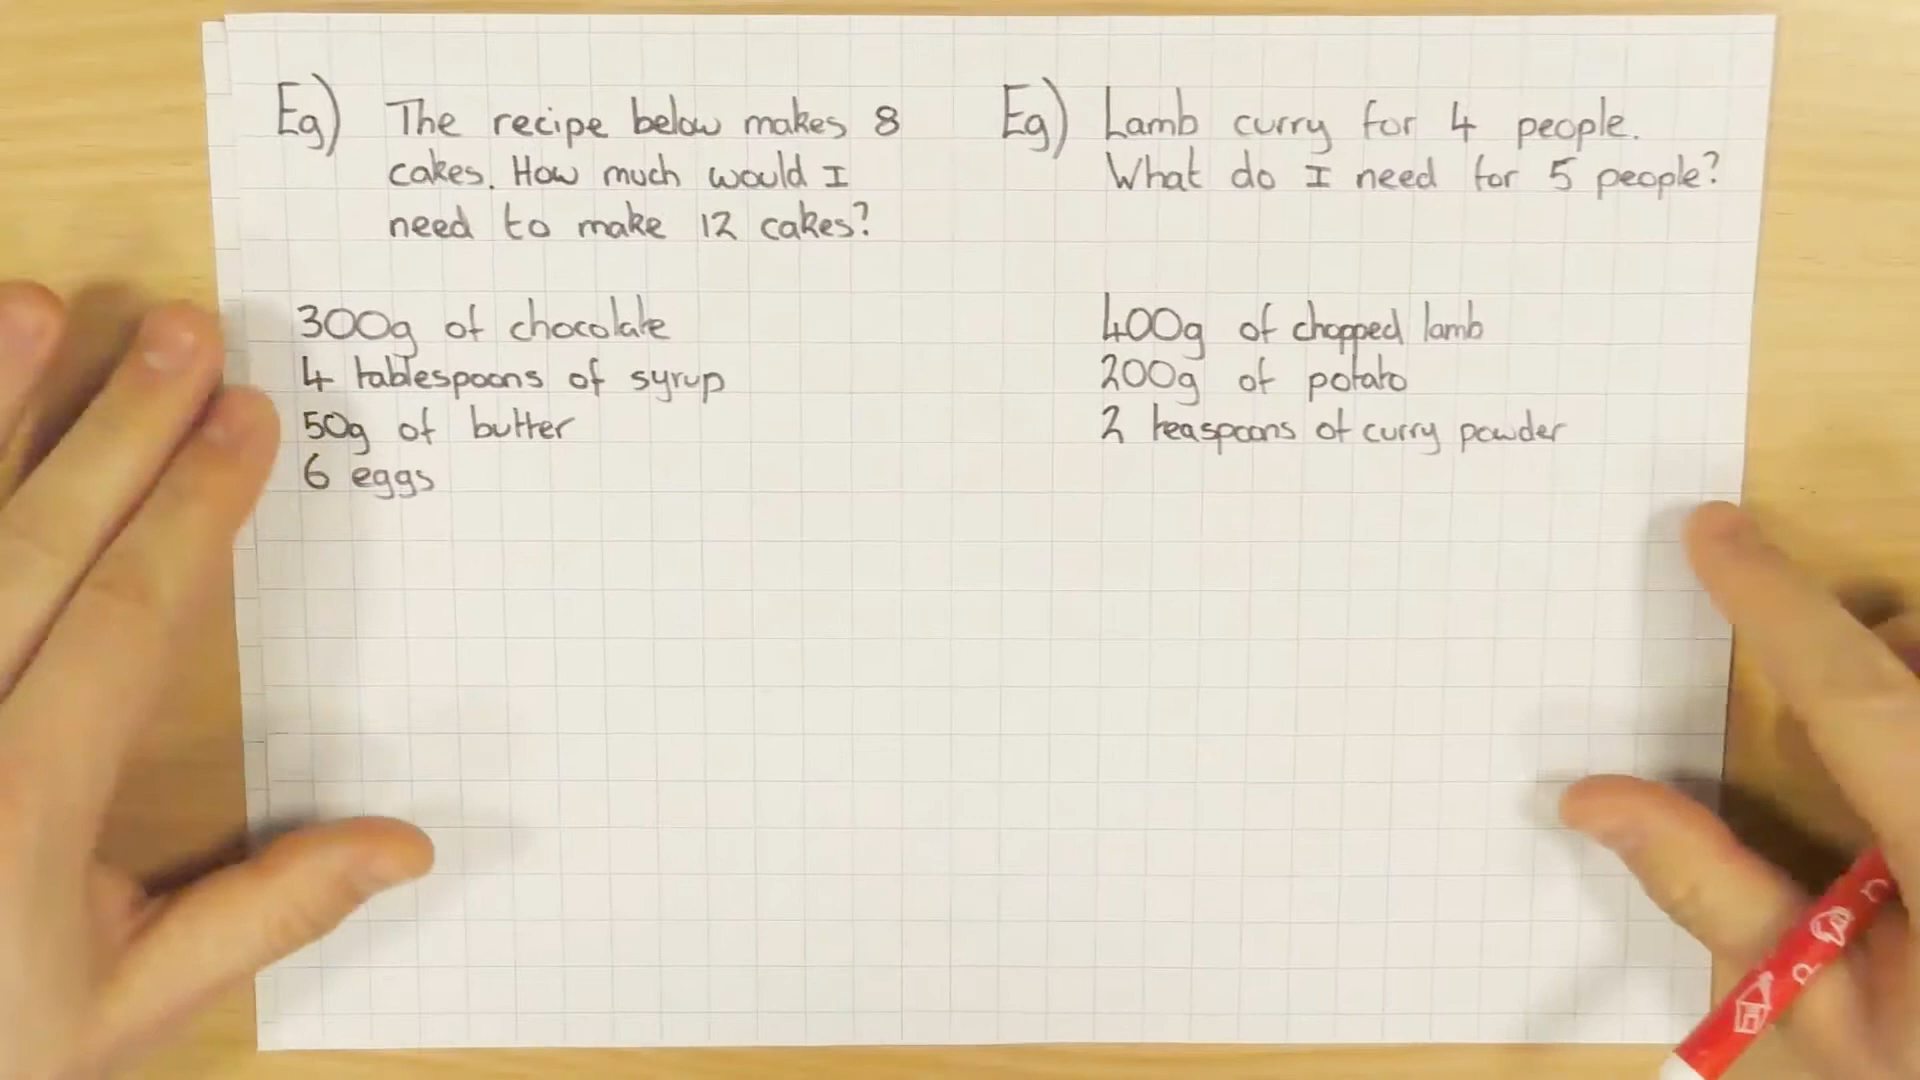 Eg) The recipe below makes 8
cakes. How much would I
need to make 12 cakes?
300g of chocolate
4 tablespoons of syrup
50g of butter
6 eggs
Eg) Lamb curry for 4 people.
What do I need for 5 people?
400g of chopped lamb
200g of potato
2 teaspoons of curry powder